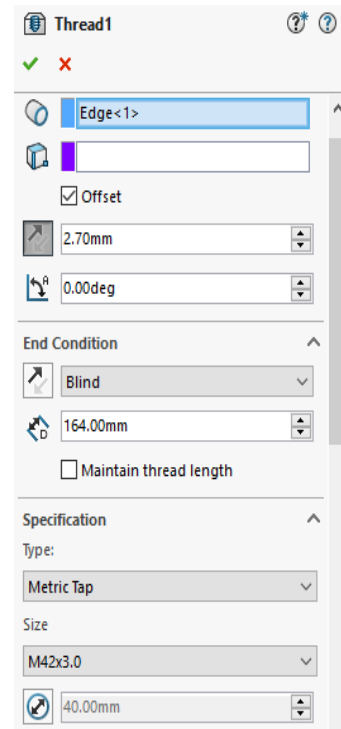 Thread1
Edge<1>
Offset
2.70mm
0.00deg
End Condition
Blind
164.00mm
Maintain thread length
Specification
Type:
Metric Tap
Size
M42x3.0
40.00mm